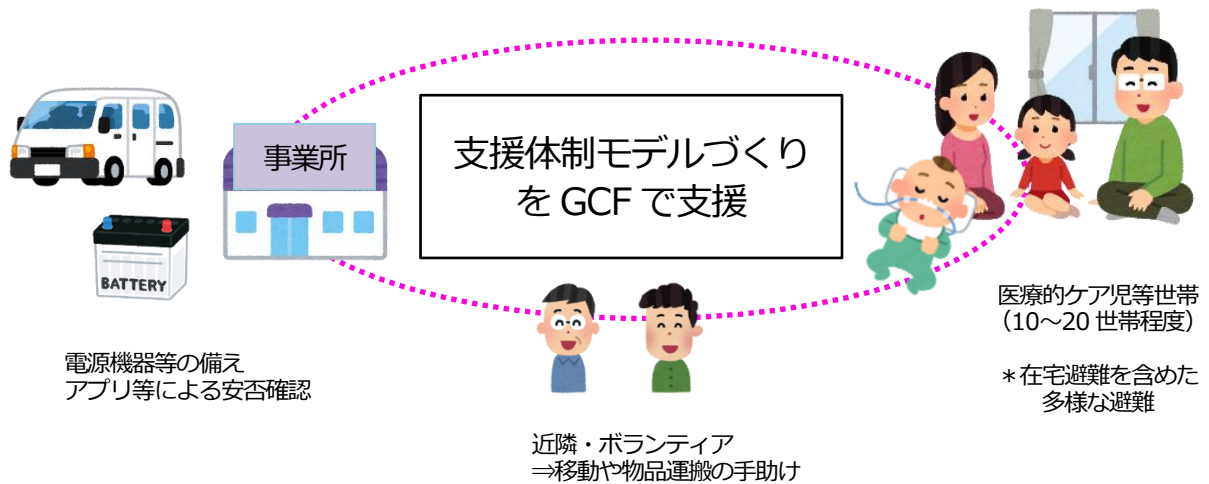 事業所
支援体制モデルづくり
を GCF で支援
BATTERY
電源機器等の備え
アプリ等による安否確認
近隣・ボランティア
⇒移動や物品運搬の手助け
医療的ケア児等世帯
（10～20 世帯程度）
＊在宅避難を含めた
多様な避難